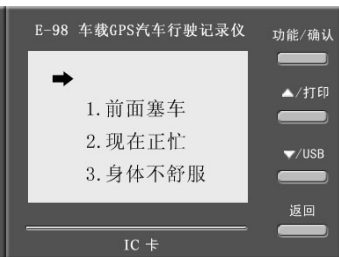 E-98 车载GPS汽车行驶记录仪
功能/确认
➡
▲/打印
1.前面塞车
2.现在正忙
▼/USB
3.身体不舒服
返回
IC 卡